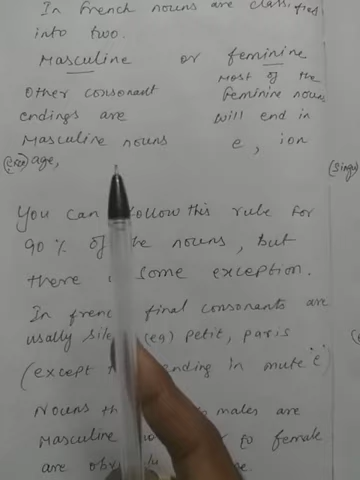 In French nouns are classified
into two.
Masculine or feminine
Other consonant
endings are
Masculine nouns
age,
Most of the
feminine nouns
will end in
e, ion
(singu
You can follow this rule for
90% of the nouns, but
there is some exception.
In french final consonants are
usually (eg) Petit, paris
(except ending in mute "e"
Nouns males are
Masculine to female
are